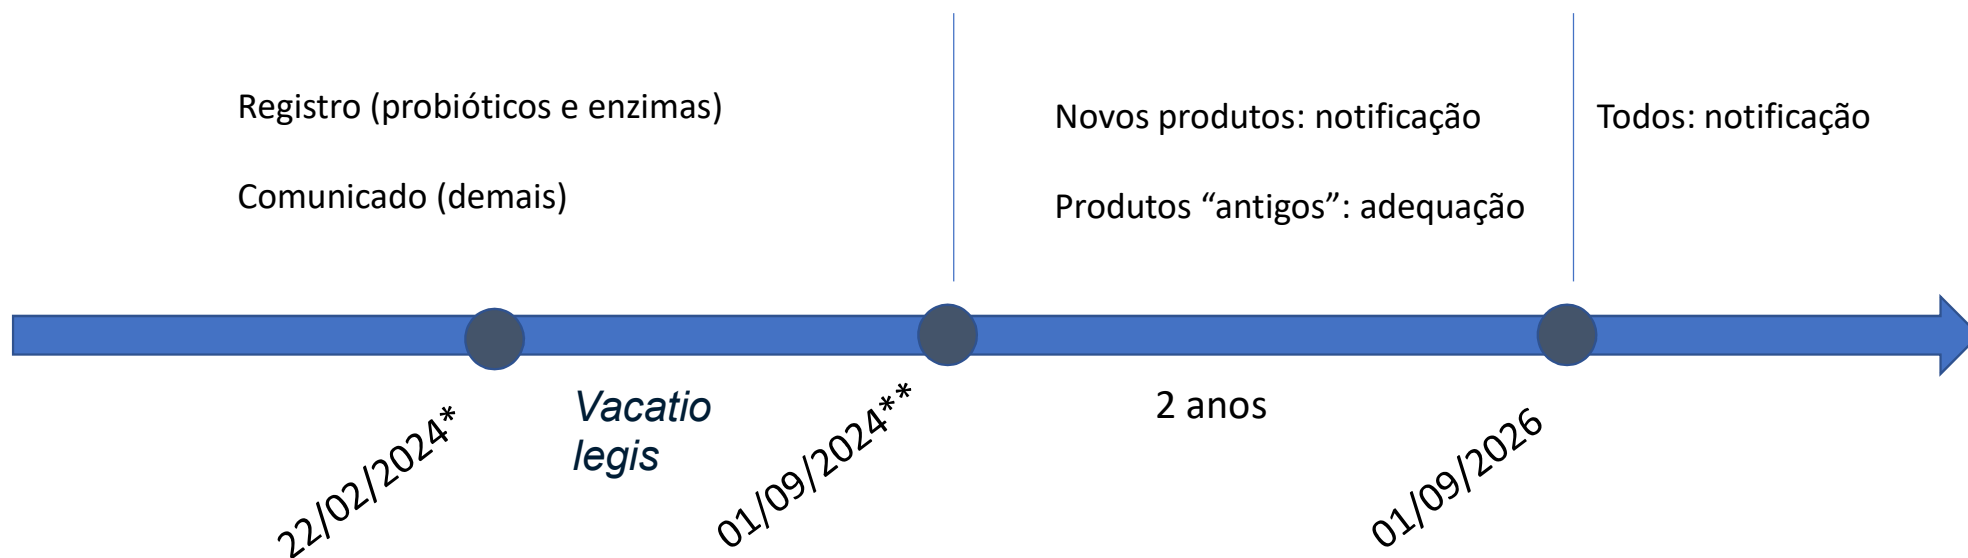 Registro (probióticos e enzimas)
Comunicado (demais)
Novos produtos: notificação
Produtos “antigos”: adequação
Todos: notificação
22/02/2024*
Vacatio
legis
01/09/2024**
2 anos
01/09/2026